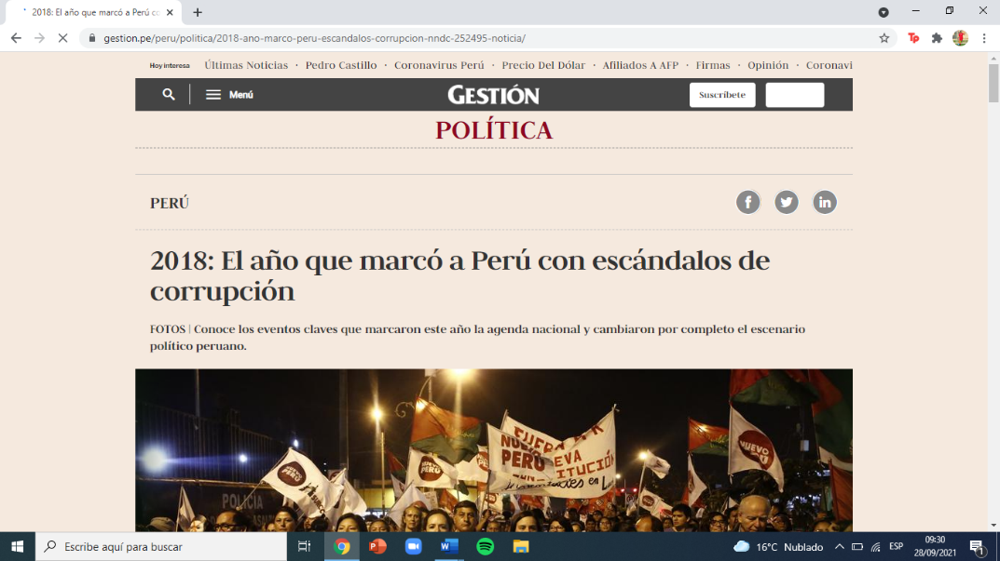 2018: El año que marcó a Perú co
gestion.pe/peru/politica/2018-ano-marco-peru-escandalos-corrupcion-nndc-252495-noticia/
Hoy interesa Últimas Noticias · Pedro Castillo · Coronavirus Perú · Precio Del Dólar · Afiliados A AFP · Firmas · Opinión · Coronavi
Menú GESTIÓN Suscríbete
POLÍTICA
PERÚ
2018: El año que marcó a Perú con escándalos de
corrupción
FOTOS | Conoce los eventos claves que marcaron este año la agenda nacional y cambiaron por completo el escenario
político peruano.
FUERA
NUEVO
PERÚ
NUEVA
NUEVO
PERÚ
POLICÍA
Escribe aquí para buscar
16°C Nublado ESP 09:30
28/09/2021
1